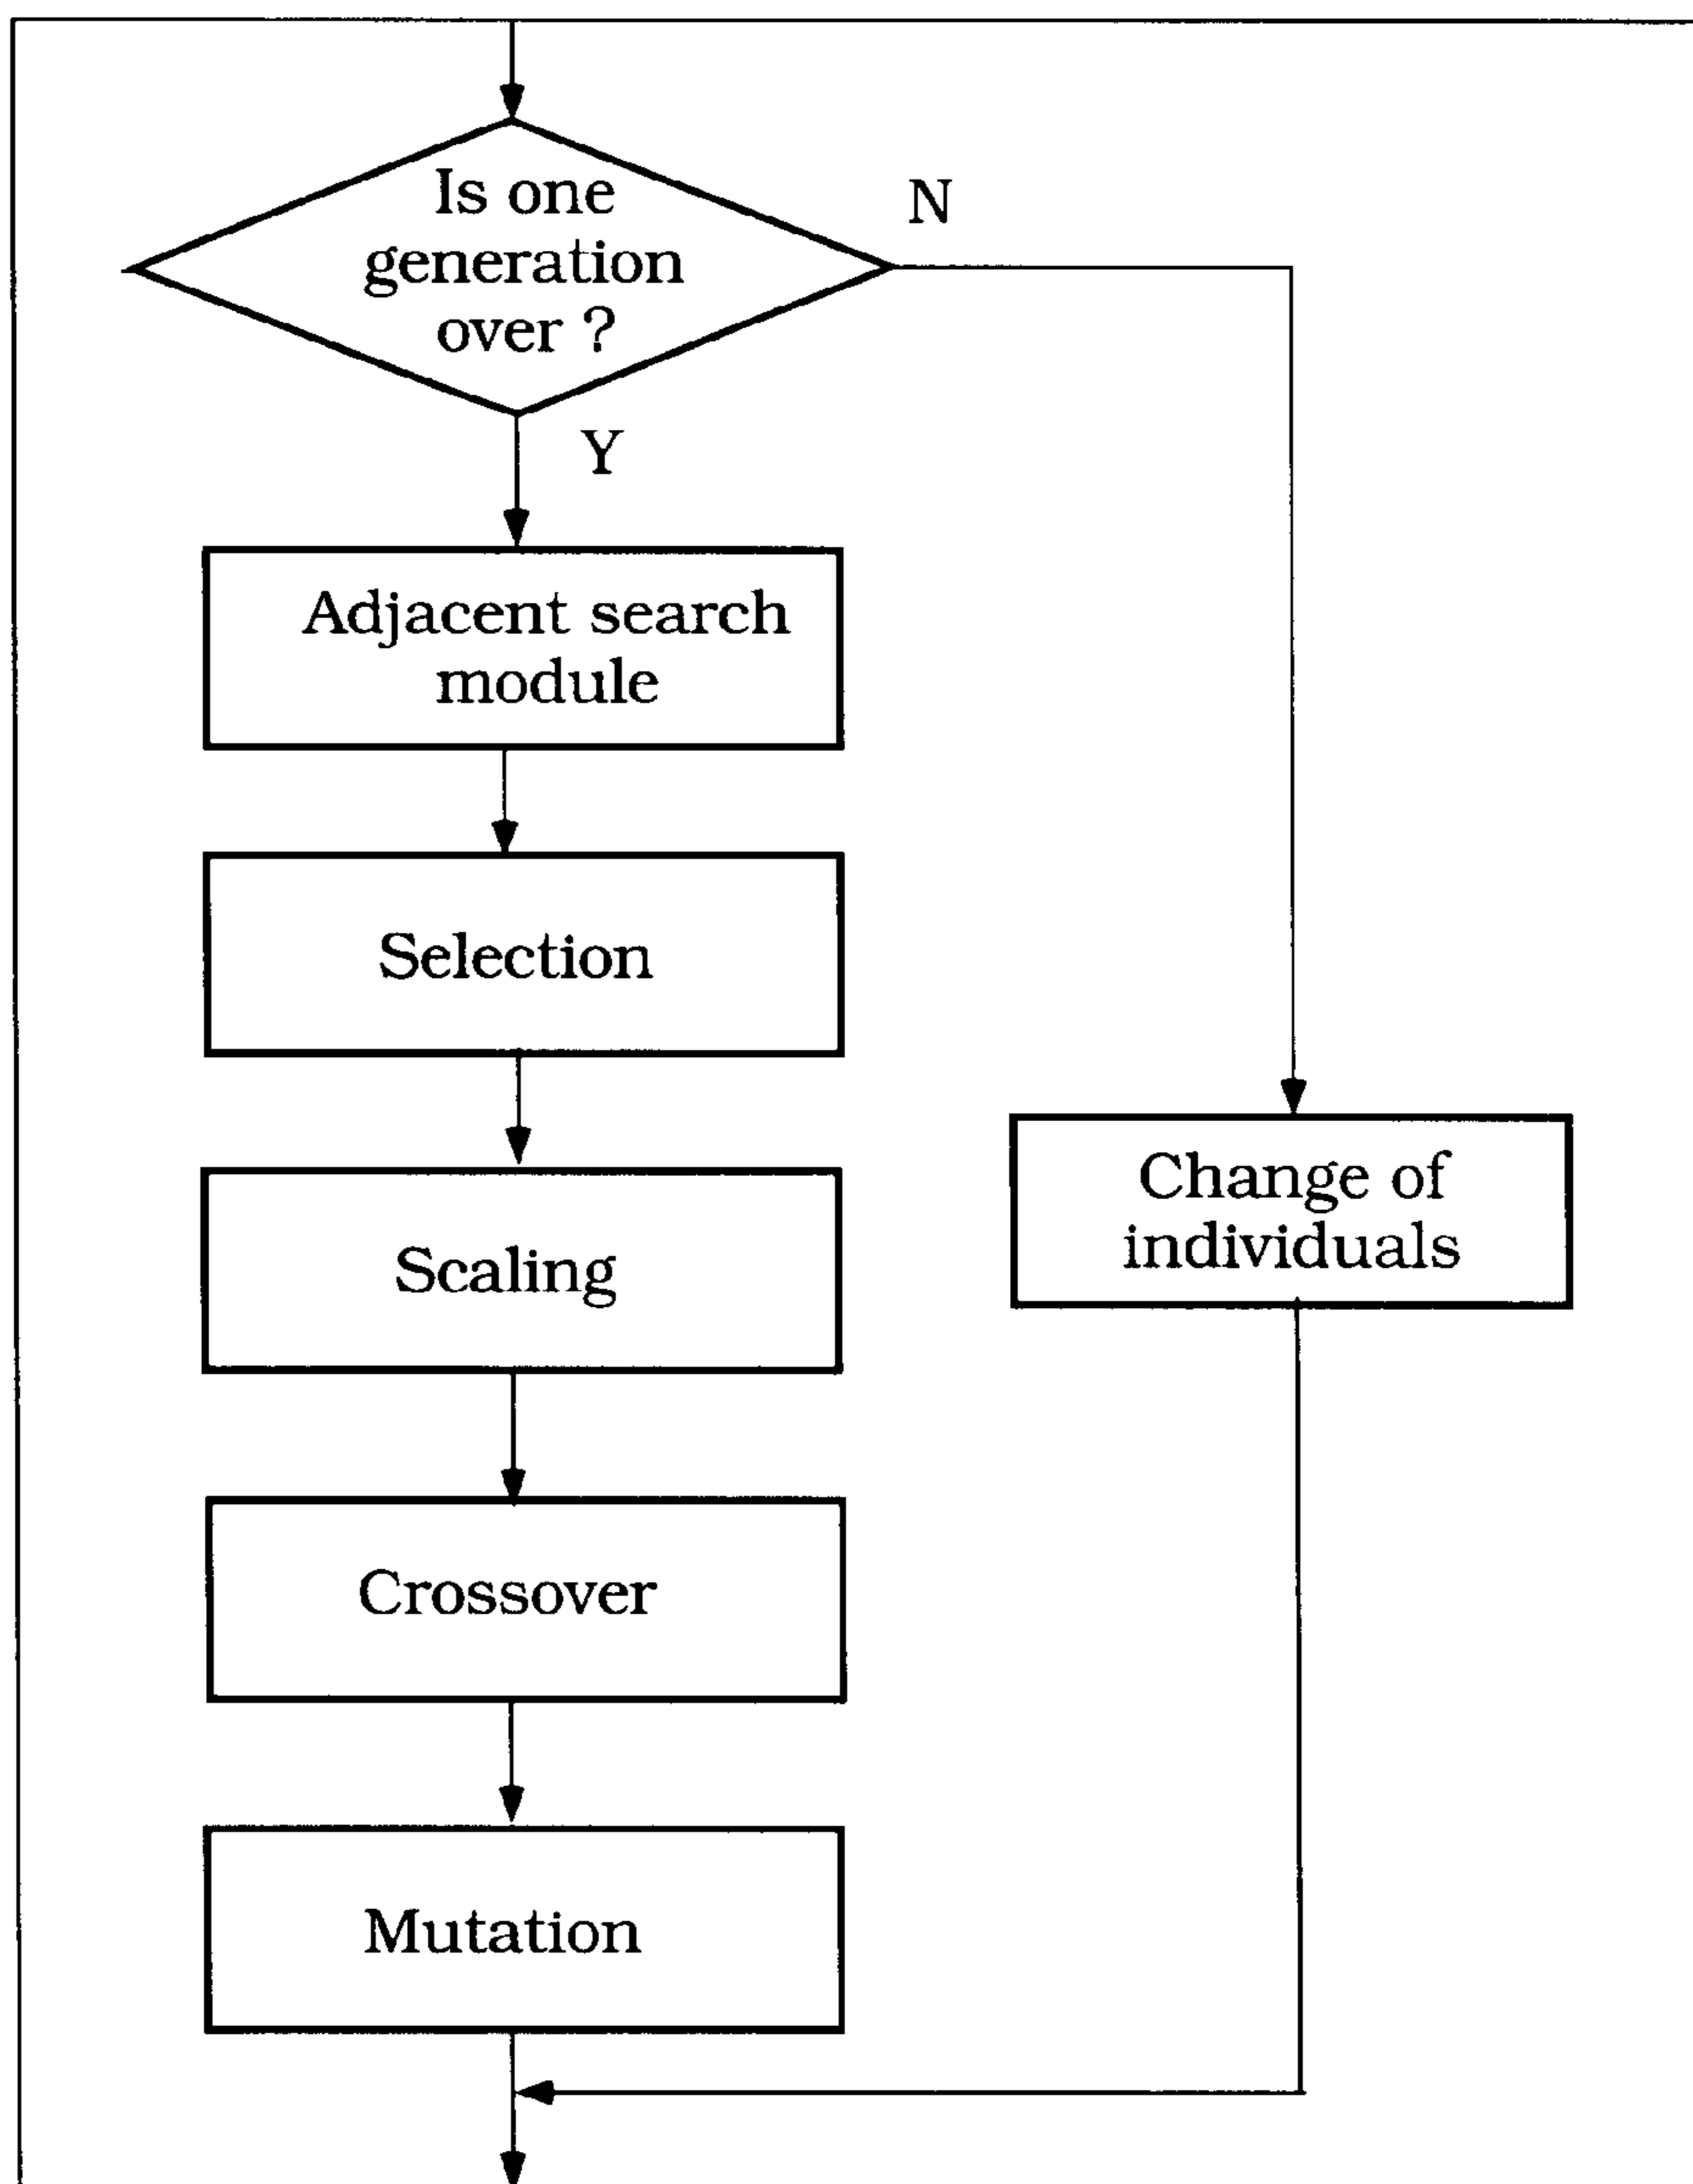 Is one
generation
over ?
N
Y
Adjacent search
module
Selection
Scaling
Change of
individuals
Crossover
Mutation